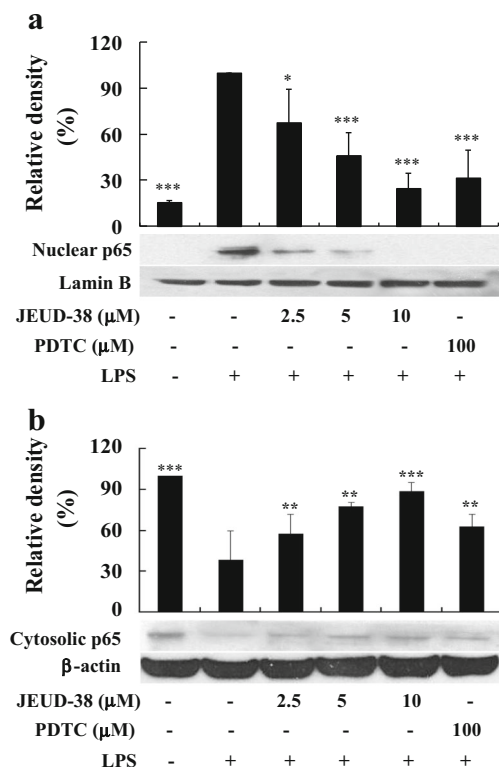 a
120
90
60
30
0
Relative density
(%)
***
*
***
***
***
Nuclear p65
Lamin B
JEUD-38 (μM) - - 2.5 5 10 -
PDTC (μM) - - - - - 100
LPS - + + + + +
b
120
90
60
30
0
Relative density
(%)
***
**
**
***
**
Cytosolic p65
β-actin
JEUD-38 (μM) - - 2.5 5 10 -
PDTC (μM) - - - - - 100
LPS - + + + + +